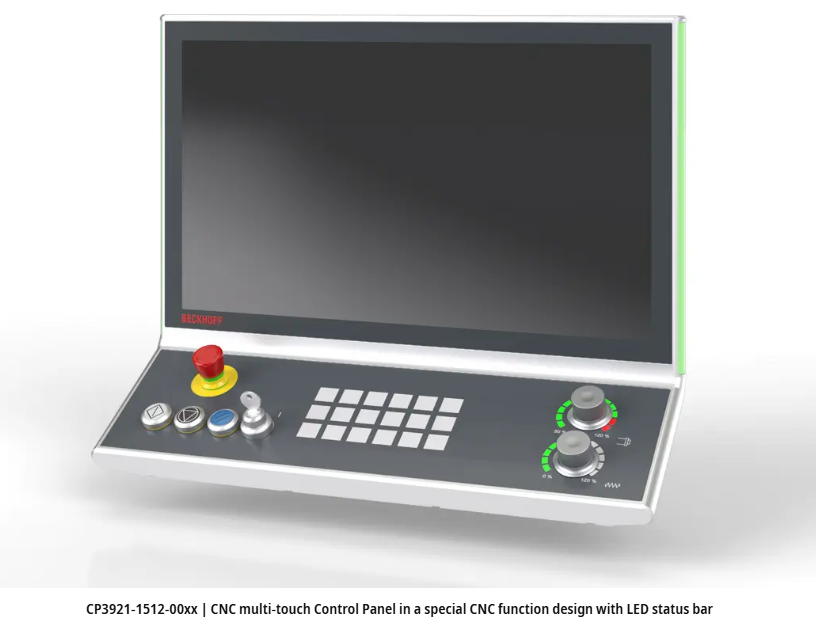 BECKHOFF
50 %
120 %
0 %
120 %
CP3921-1512-00xx | CNC multi-touch Control Panel in a special CNC function design with LED status bar